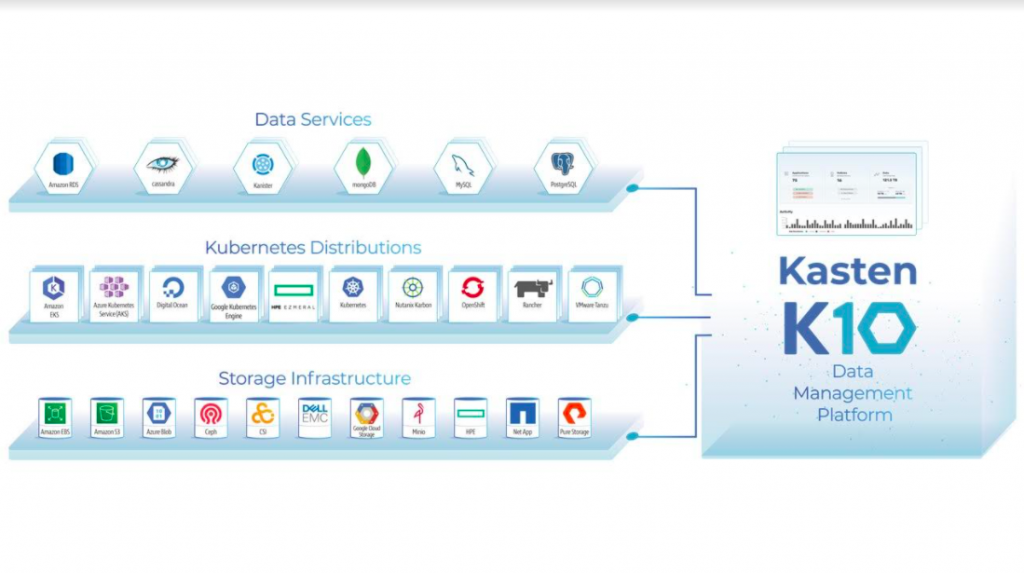 Data Services
Amazon RDS
cassandra
Kanister
mongoDB
MySQL
PostgreSQL
Kubernetes Distributions
Amazon
EKS
Azure Kubernetes
Service (AKS)
Digital Ocean
Google Kubernetes
Engine
HPE EZMERAL
Kubernetes
Nutanix Karbon
OpenShift
Rancher
VMware Tanzu
Storage Infrastructure
Amazon EBS
Amazon S3
Azure Blob
Ceph
CSI
DELL
EMC
Google Cloud
Storage
Minio
HPE
Net App
Pure Storage
Activity
Kasten
K10
Data
Management
Platform